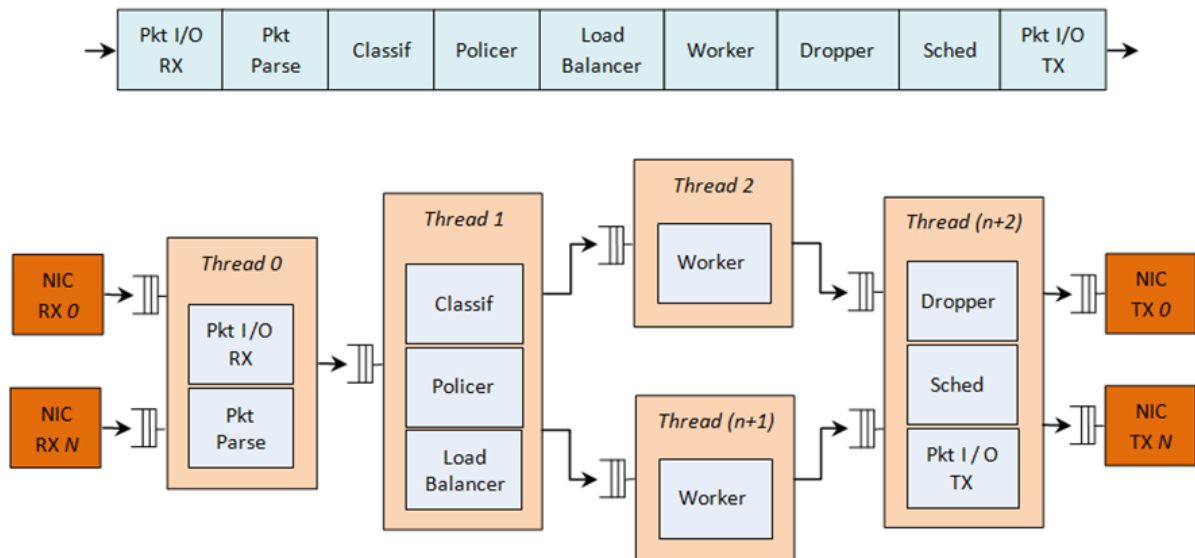 Pkt I/O
RX
Pkt
Parse
Classif
Policer
Load
Balancer
Worker
Dropper
Sched
Pkt I/O
TX
NIC
RX 0
NIC
RX N
Thread 0
Pkt I/O
RX
Pkt
Parse
Thread 1
Classif
Policer
Load
Balancer
Thread 2
Worker
Thread (n+1)
Worker
Thread (n+2)
Dropper
Sched
Pkt I / O
TX
NIC
TX 0
NIC
TX N